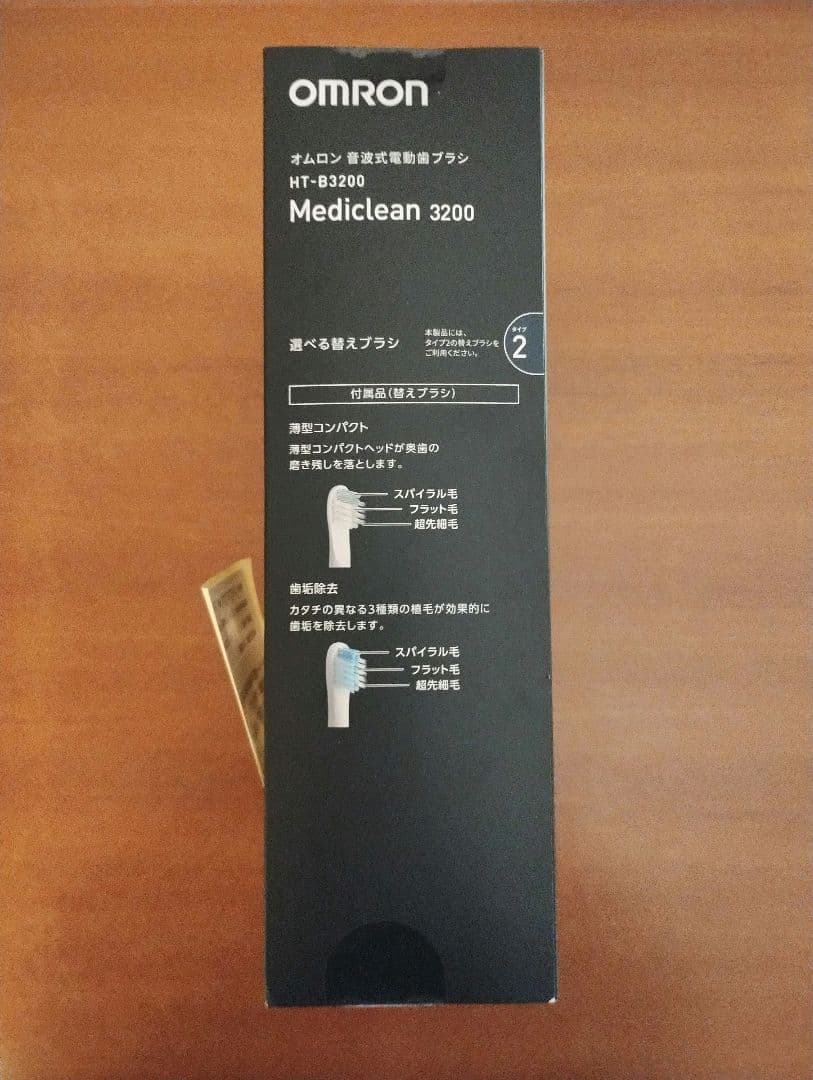 OMRON
オムロン 音波式電動歯ブラシ
HT-B3200
Mediclean 3200
選べる替えブラシ
本製品には、
タイプ2の替えブラシを
ご利用ください。
タイプ
2
付属品(替えブラシ)
薄型コンパクト
薄型コンパクトヘッドが奥歯の
磨き残しを落とします。
スパイラル毛
フラット毛
超先細毛
歯垢除去
カタチの異なる3種類の植毛が効果的に
歯垢を除去します。
スパイラル毛
フラット毛
超先細毛